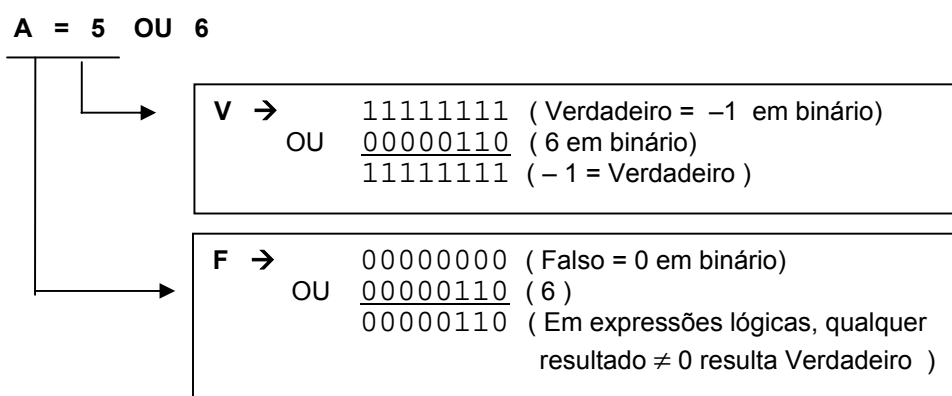 A = 5 OU 6
V → 11111111 ( Verdadeiro = –1 em binário)
OU 00000110 ( 6 em binário)
11111111 ( – 1 = Verdadeiro )
F → 00000000 ( Falso = 0 em binário)
OU 00000110 ( 6 )
00000110 ( Em expressões lógicas, qualquer
resultado ≠ 0 resulta Verdadeiro )